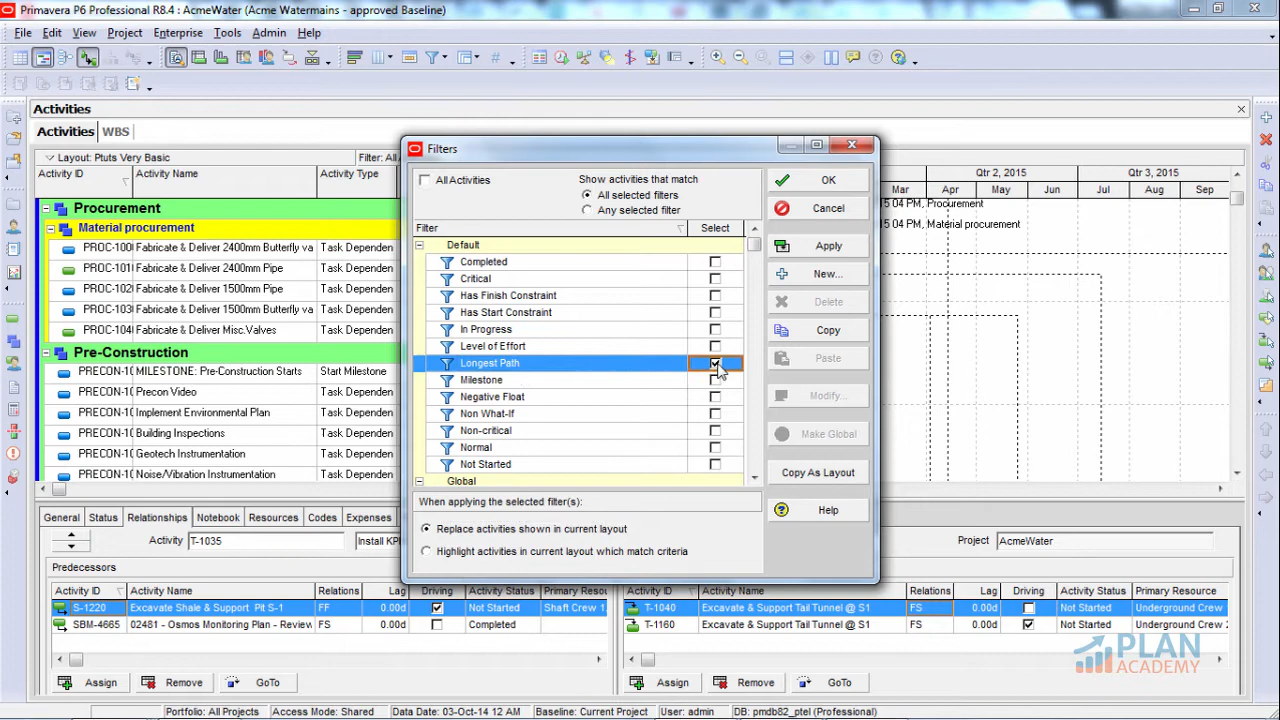 Primavera P6 Professional R8.4 : AcmeWater (Acme Watermains - approved Baseline)
File Edit View Project Enterprise Tools Admin Help
Activities
Activities WBS
Layout: Ptuts Very Basic Filter: All A
Activity ID Activity Name Activity Type
Qtr 2, 2015 Qtr 3, 2015
Mar Apr May Jun Jul Aug Sep
Procurement
15 04 PM, Procurement
Material procurement
15 04 PM, Material procurement
PROC-100 Fabricate & Deliver 2400mm Butterfly va Task Dependen
PROC-101 Fabricate & Deliver 2400mm Pipe Task Dependen
PROC-102 Fabricate & Deliver 1500mm Pipe Task Dependen
PROC-103 Fabricate & Deliver 1500mm Butterfly va Task Dependen
PROC-104 Fabricate & Deliver Misc.Valves Task Dependen
Pre-Construction
PRECON-10 MILESTONE: Pre-Construction Starts Start Milestone
PRECON-10 Precon Video Task Dependen
PRECON-10 Implement Environmental Plan Task Dependen
PRECON-10 Building Inspections Task Dependen
PRECON-10 Geotech Instrumentation Task Dependen
PRECON-10 Noise/Vibration Instrumentation Task Dependen
Filters
All Activities
Show activities that match
All selected filters
Any selected filter
Filter Select
Default
Completed
Critical
Has Finish Constraint
Has Start Constraint
In Progress
Level of Effort
Longest Path
Milestone
Negative Float
Non What-If
Non-critical
Normal
Not Started
Global
When applying the selected filter(s):
Replace activities shown in current layout
Highlight activities in current layout which match criteria
OK
Cancel
Apply
New...
Delete
Copy
Paste
Modify...
Make Global
Copy As Layout
Help
General Status Relationships Notebook Resources Codes Expenses
Activity T-1035 Install KPI Project AcmeWater
Predecessors
Activity ID Activity Name Relations Lag Driving Activity Status Primary Resou
S-1220 Excavate Shale & Support Pit S-1 FF 0.00d Not Started Shaft Crew 1,
SBM-4665 02481 - Osmos Monitoring Plan - Review FF 0.00d Completed
Assign Remove GoTo
Activity ID Activity Name Relations Lag Driving Activity Status Primary Resource
T-1040 Excavate & Support Tail Tunnel @ S1 FS 0.00d Not Started Underground Crew
T-1160 Excavate & Support Tail Tunnel @ S1 FS 0.00d Not Started Underground Crew 2
Assign Remove GoTo
PLAN
ACADEMY
Portfolio: All Projects Access Mode: Shared Data Date: 03-Oct-14 12 AM Baseline: Current Project User: admin DB: pmdb82_ptel (Professional)